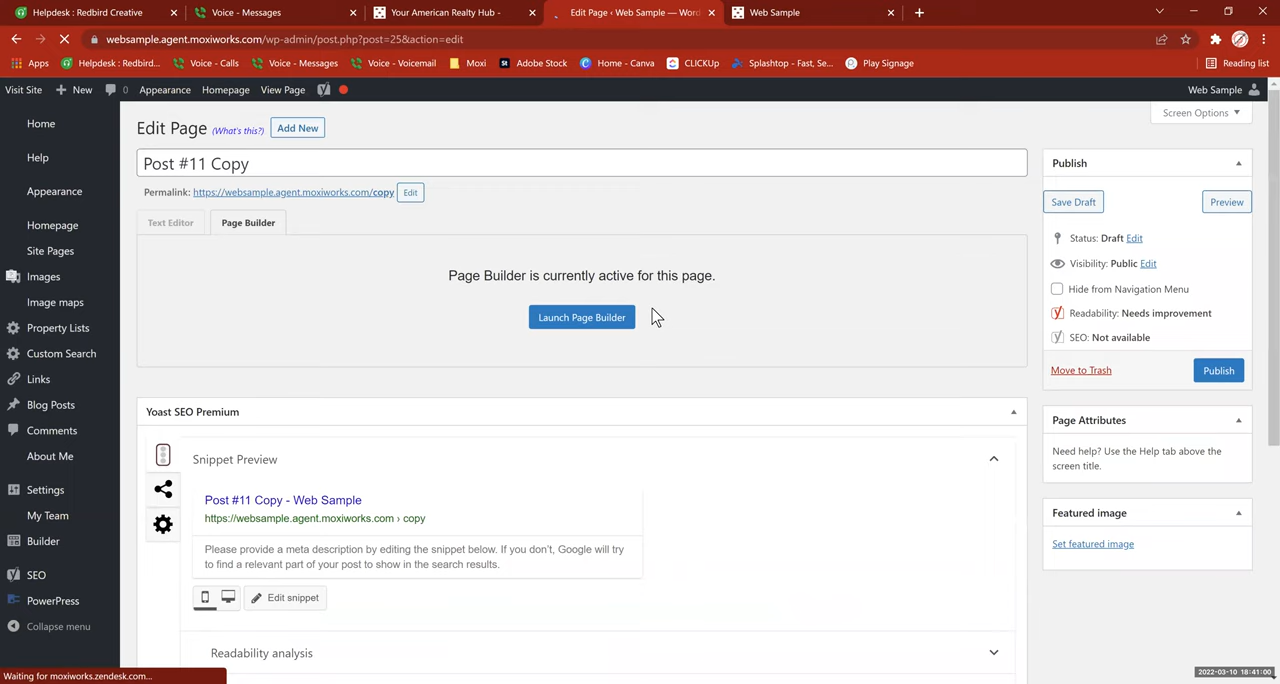 Helpdesk : Redbird Creative
Voice - Messages
Your American Realty Hub -
Edit Page ‹ Web Sample — Word
Web Sample
websample.agent.moxiworks.com/wp-admin/post.php?post=25&action=edit
Apps
Helpdesk : Redbird...
Voice - Calls
Voice - Messages
Voice - Voicemail
Moxi
Adobe Stock
Home - Canva
CLICKUp
Splashtop - Fast, Se...
Play Signage
Reading list
Visit Site
New
0
Appearance
Homepage
View Page
Web Sample
Home
Help
Appearance
Homepage
Site Pages
Images
Image maps
Property Lists
Custom Search
Links
Blog Posts
Comments
About Me
Settings
My Team
Builder
SEO
PowerPress
Collapse menu
Screen Options
Edit Page (What's this?) Add New
Post #11 Copy
Permalink: https://websample.agent.moxiworks.com/copy Edit
Text Editor
Page Builder
Page Builder is currently active for this page.
Launch Page Builder
Yoast SEO Premium
Snippet Preview
Post #11 Copy - Web Sample
https://websample.agent.moxiworks.com › copy
Please provide a meta description by editing the snippet below. If you don't, Google will try
to find a relevant part of your post to show in the search results.
Edit snippet
Readability analysis
Publish
Save Draft
Preview
Status: Draft Edit
Visibility: Public Edit
Hide from Navigation Menu
Readability: Needs improvement
SEO: Not available
Move to Trash
Publish
Page Attributes
Need help? Use the Help tab above the
screen title.
Featured image
Set featured image
Waiting for moxiworks.zendesk.com...
2022-03-10 18:41:00